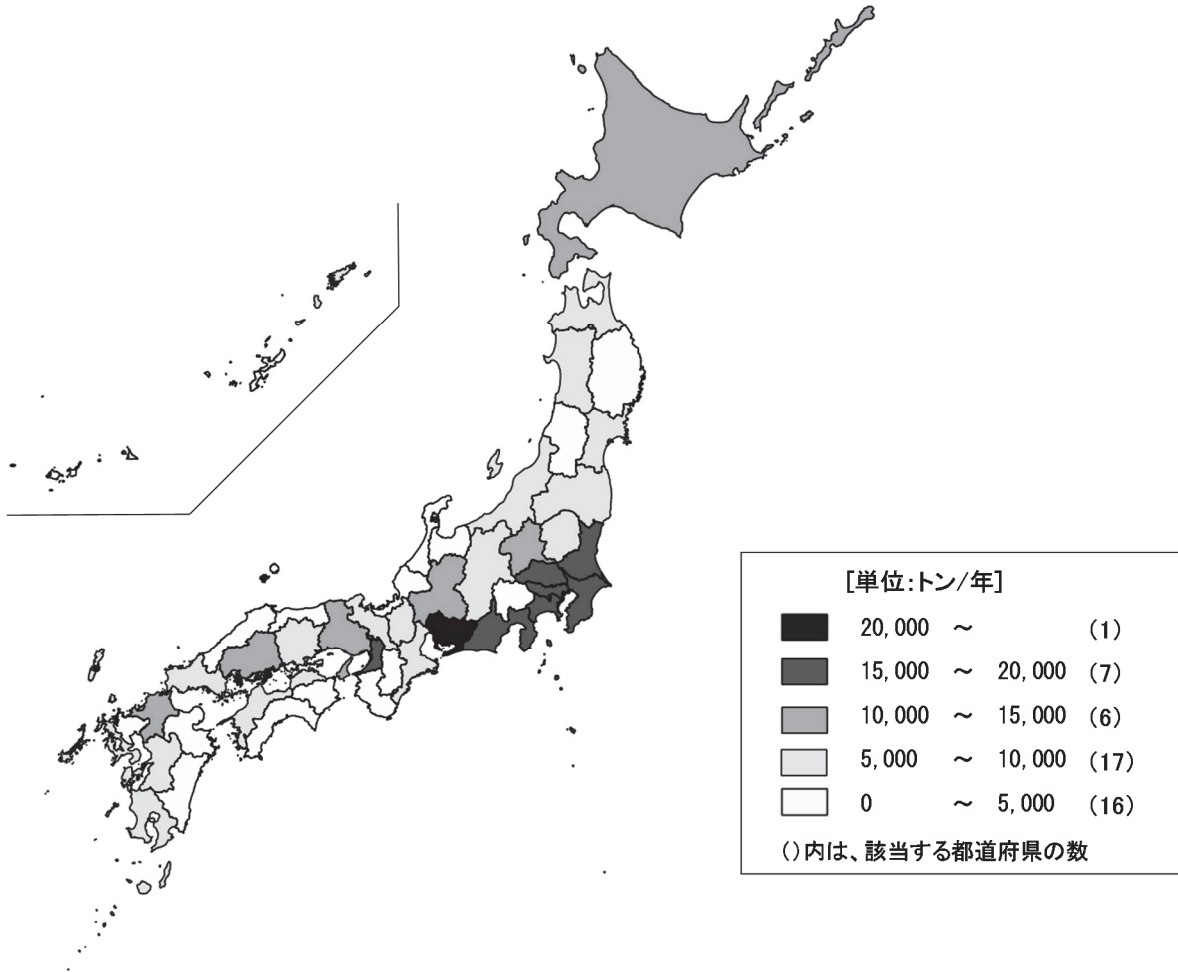 [単位:トン/年]
20,000 ～ (1)
15,000 ～ 20,000 (7)
10,000 ～ 15,000 (6)
5,000 ～ 10,000 (17)
0 ～ 5,000 (16)
()内は、該当する都道府県の数